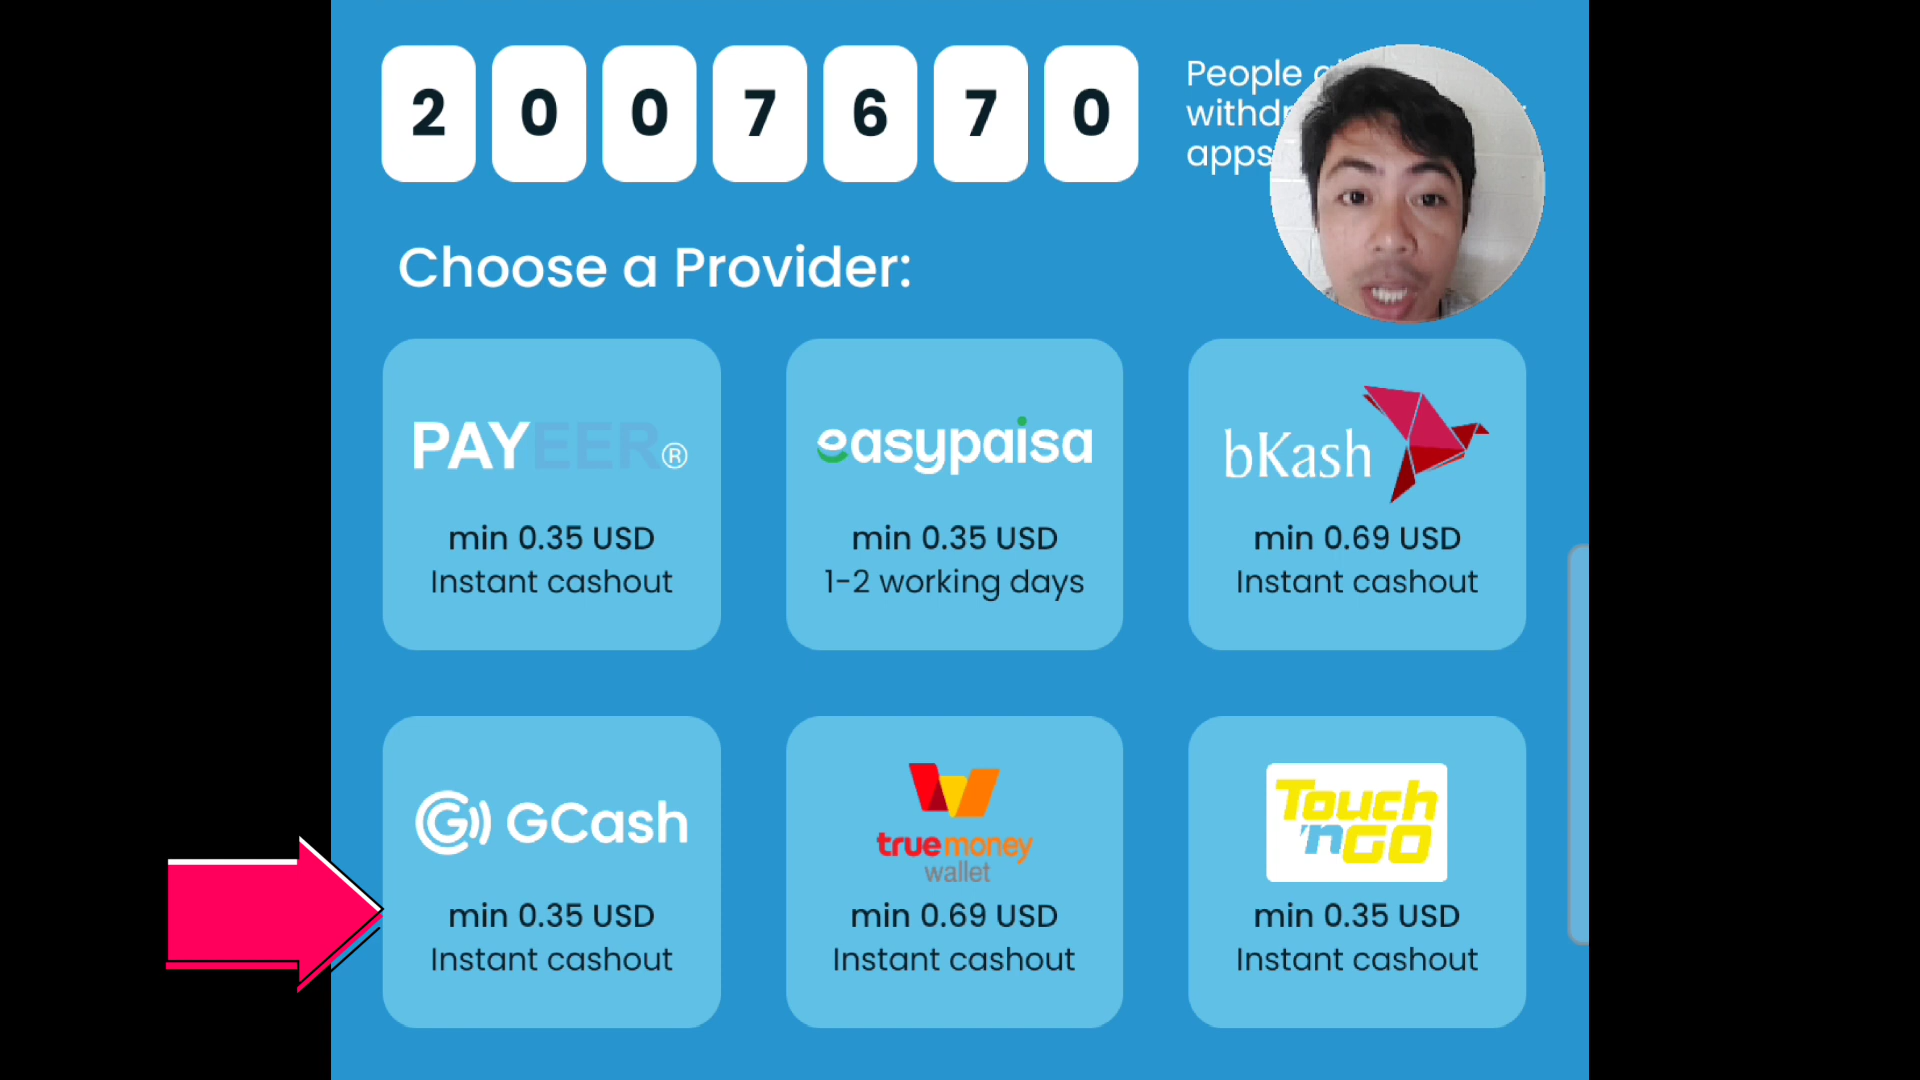 2 0 0 7 6 7 0
People
apps
Choose a Provider:
PAYEER®
min 0.35 USD
Instant cashout
easypaisa
min 0.35 USD
1-2 working days
bKash
min 0.69 USD
Instant cashout
GCash
min 0.35 USD
Instant cashout
truemoney
wallet
min 0.69 USD
Instant cashout
Touch
'nGO
min 0.35 USD
Instant cashout